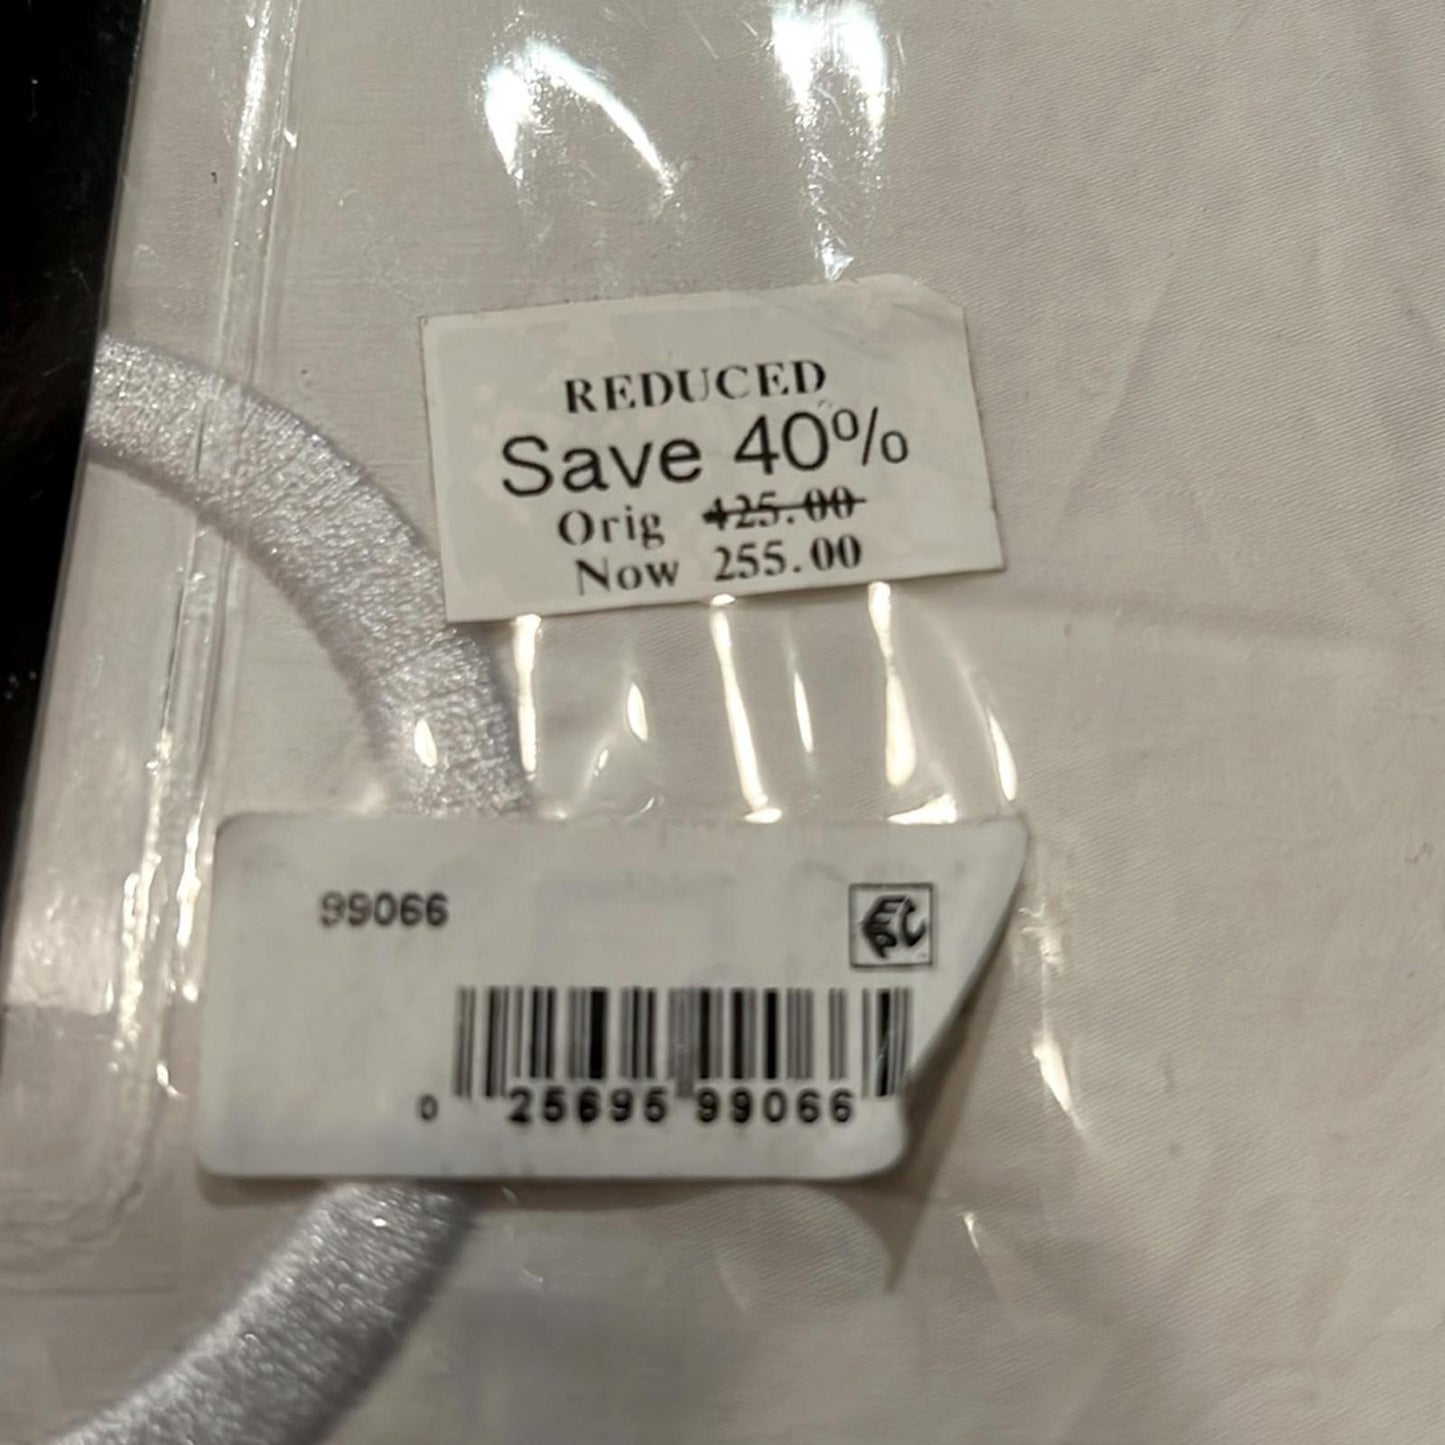 REDUCED
Save 40%
Orig 425.00
Now 255.00
99066
0 25695 99066